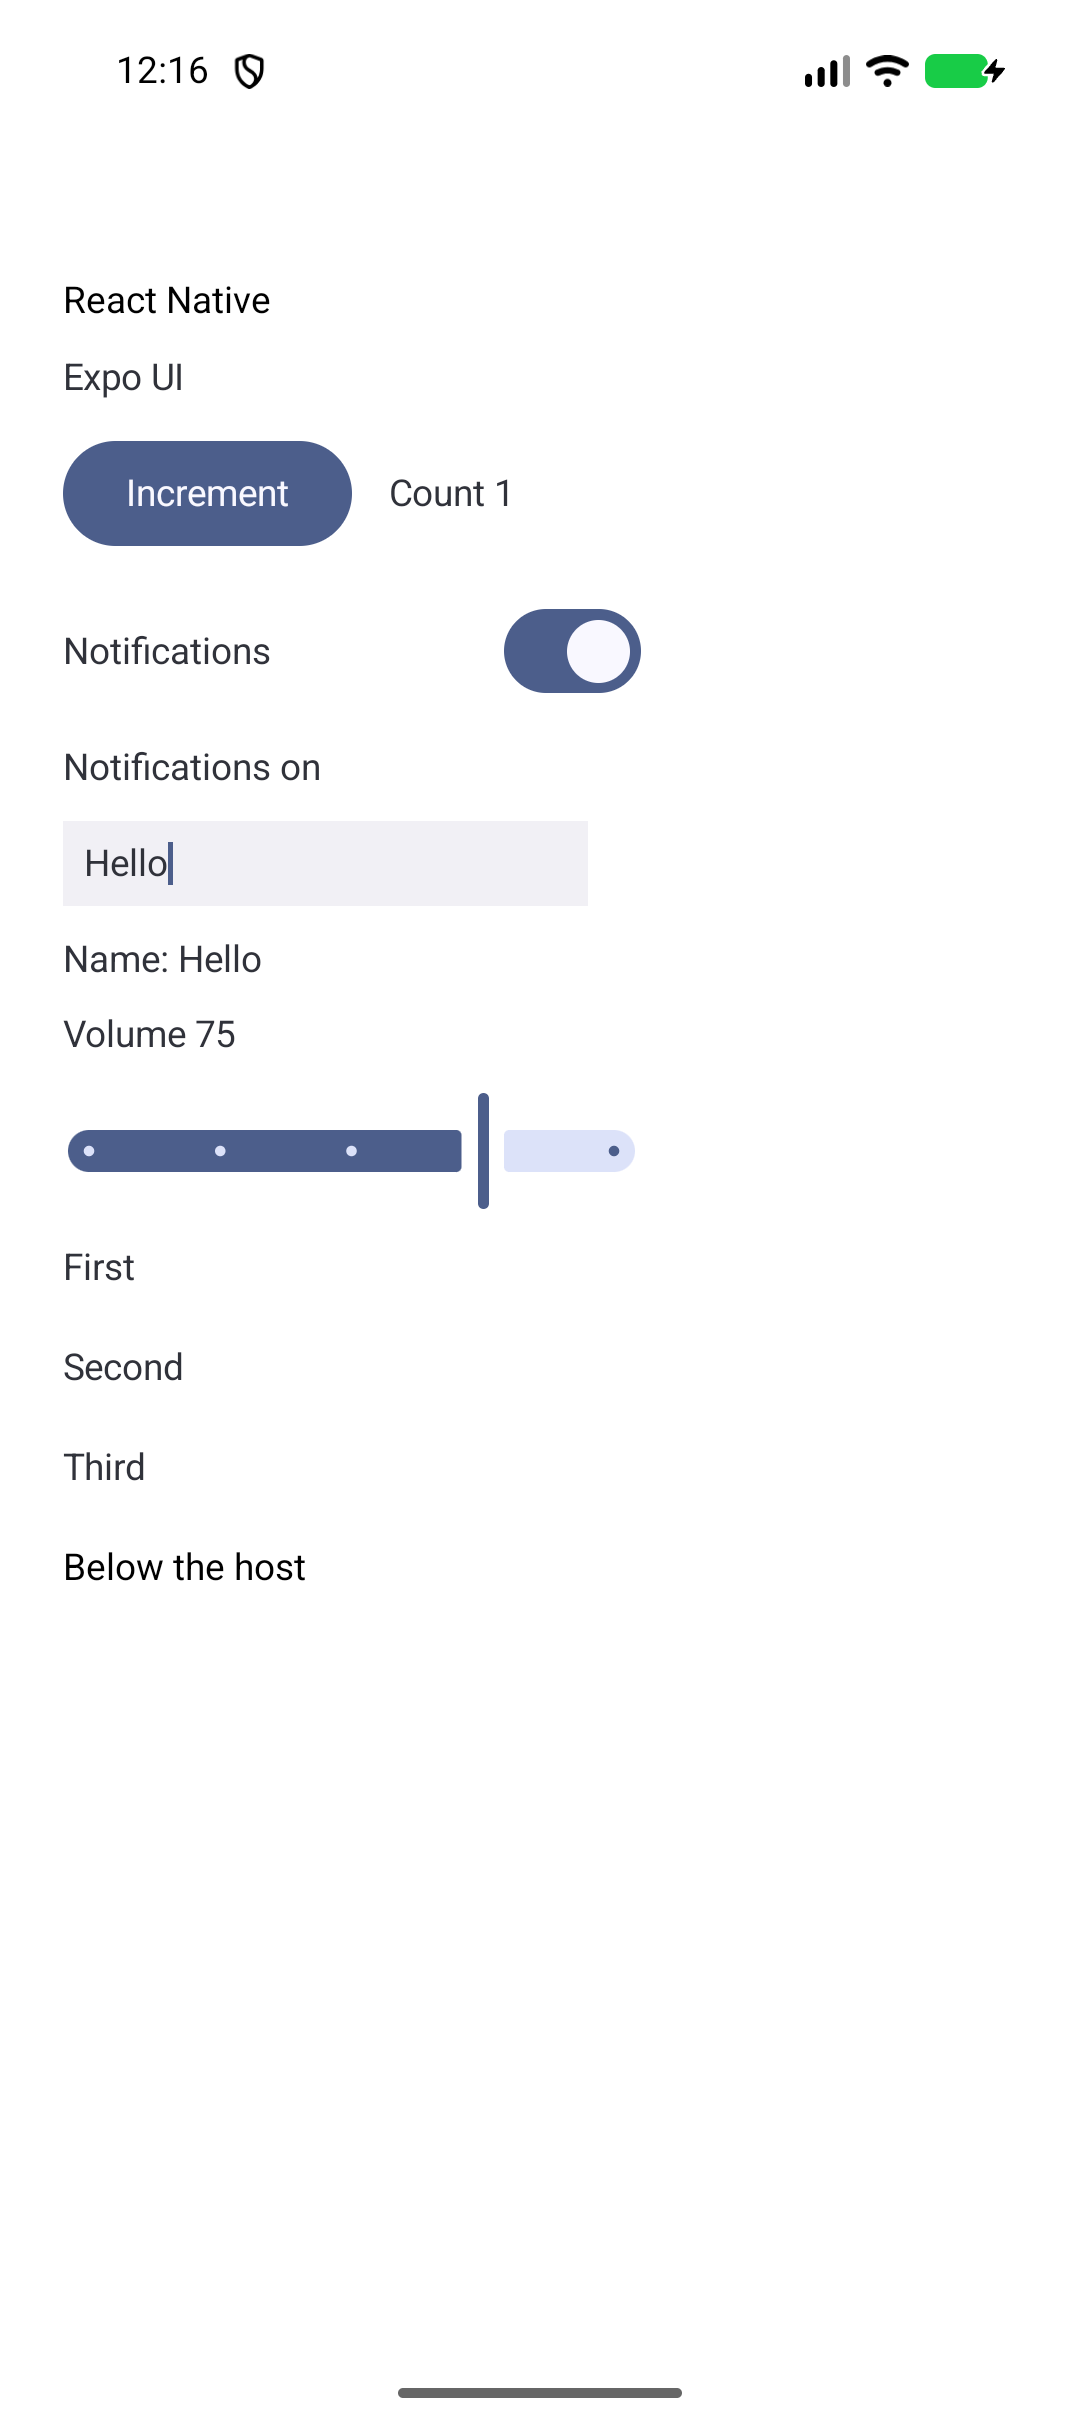 12:16
React Native
Expo UI
Increment Count 1
Notifications
Notifications on
Hello
Name: Hello
Volume 75
First
Second
Third
Below the host